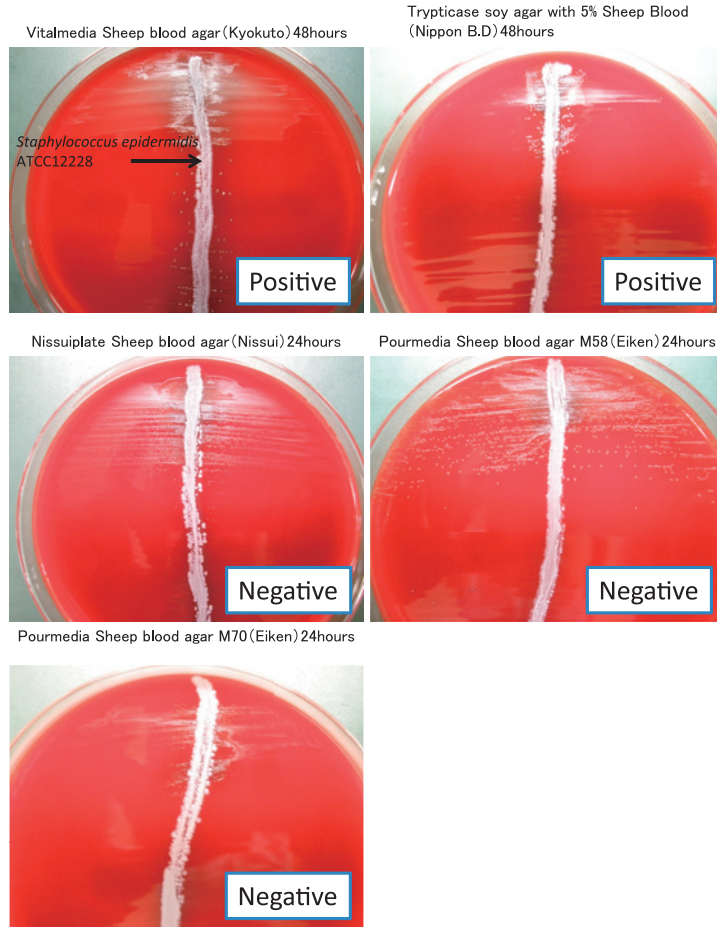 Vitalmedia Sheep blood agar(Kyokuto)48hours
Trypticase soy agar with 5% Sheep Blood
(Nippon B.D)48hours
Staphylococcus epidermidis
ATCC12228
Positive
Positive
Nissuiplate Sheep blood agar(Nissui)24hours
Pourmedia Sheep blood agar M58(Eiken)24hours
Negative
Negative
Pourmedia Sheep blood agar M70(Eiken)24hours
Negative